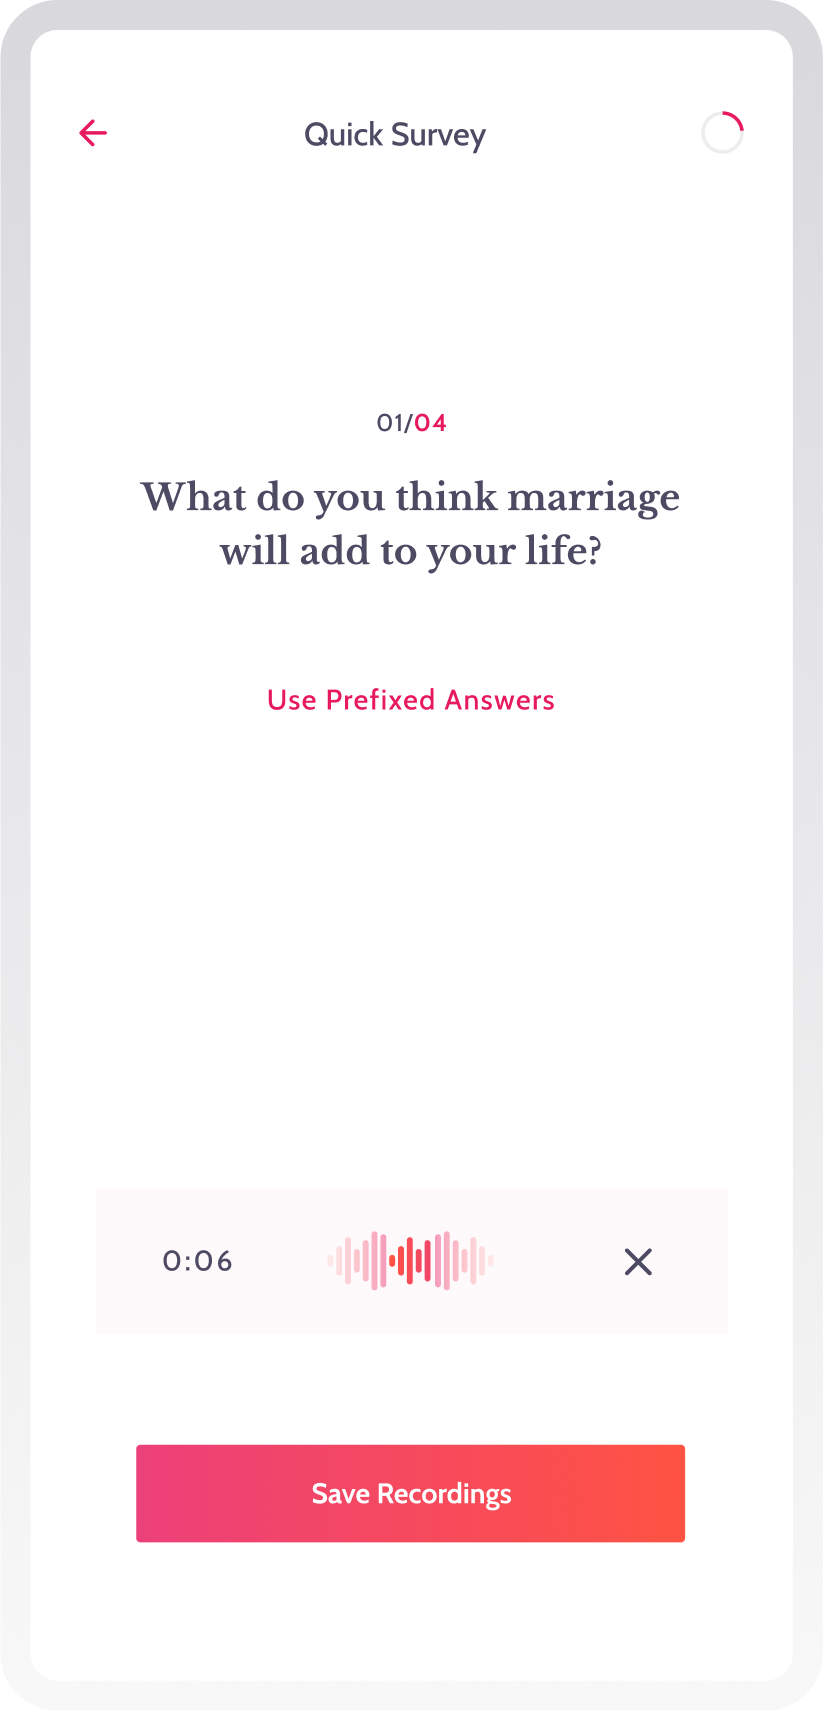 Quick Survey
01/04
What do you think marriage
will add to your life?
Use Prefixed Answers
0:06
Save Recordings